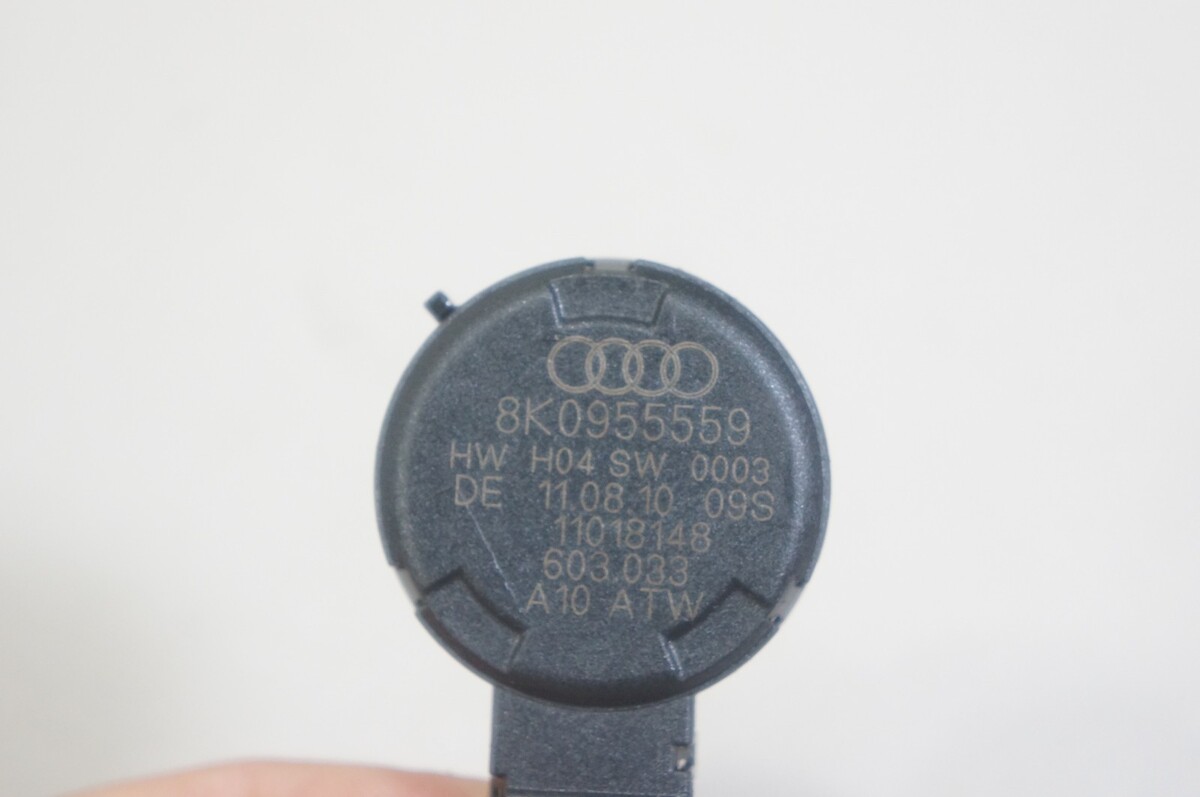 8K0955559
HW H04 SW 0003
DE 11.08.10 09S
11018148
603.033
A10 ATW